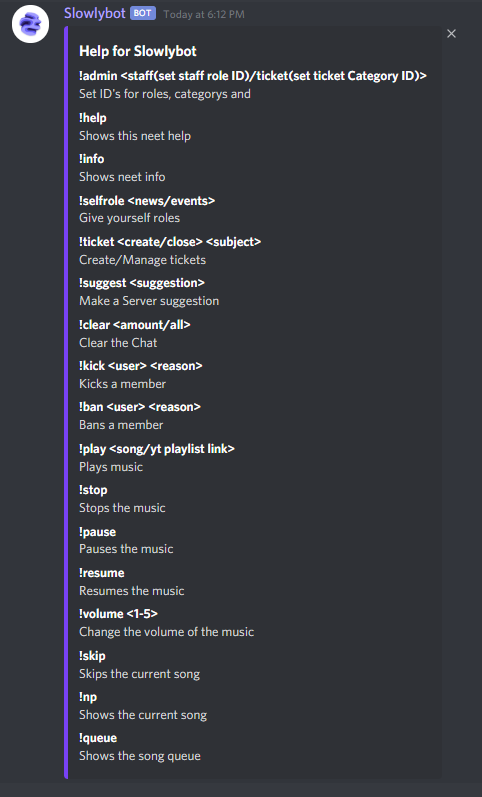 Slowlybot BOT Today at 6:12 PM
Help for Slowlybot
!admin <staff(set staff role ID)/ticket(set ticket Category ID)>
Set ID's for roles, categorys and
!help
Shows this neet help
!info
Shows neet info
!selfrole <news/events>
Give yourself roles
!ticket <create/close> <subject>
Create/Manage tickets
!suggest <suggestion>
Make a Server suggestion
!clear <amount/all>
Clear the Chat
!kick <user> <reason>
Kicks a member
!ban <user> <reason>
Bans a member
!play <song/yt playlist link>
Plays music
!stop
Stops the music
!pause
Pauses the music
!resume
Resumes the music
!volume <1-5>
Change the volume of the music
!skip
Skips the current song
!np
Shows the current song
!queue
Shows the song queue